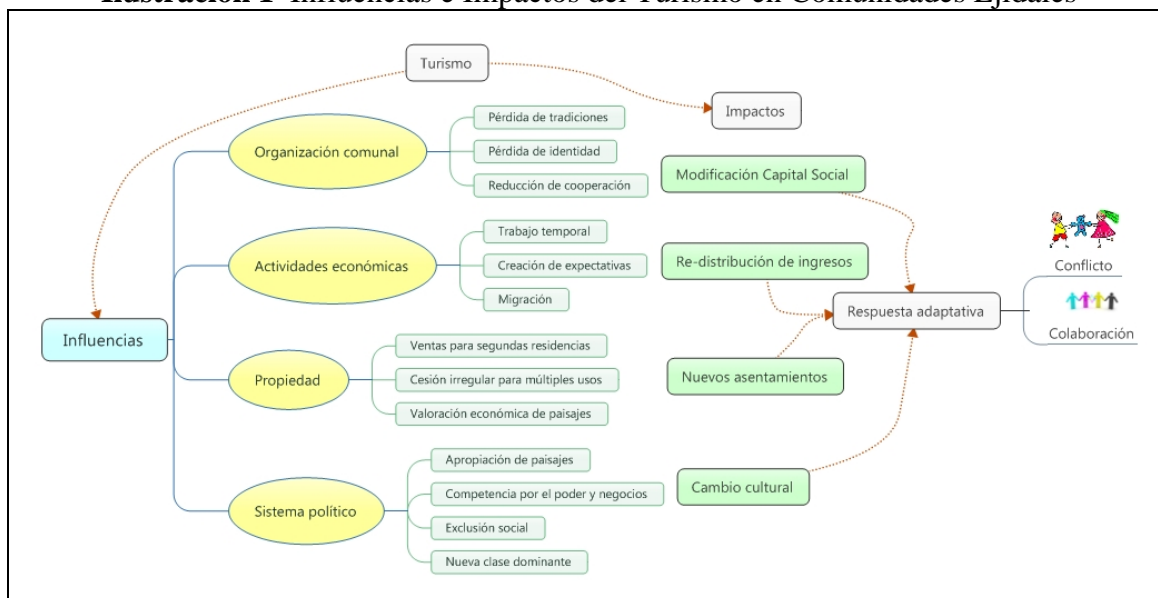 Ilustración 1 Influencias e Impactos del Turismo en Comunidades Ejidales
Turismo
Impactos
Influencias
Organización comunal
Pérdida de tradiciones
Pérdida de identidad
Reducción de cooperación
Actividades económicas
Trabajo temporal
Creación de expectativas
Migración
Propiedad
Ventas para segundas residencias
Cesión irregular para múltiples usos
Valoración económica de paisajes
Sistema político
Apropiación de paisajes
Competencia por el poder y negocios
Exclusión social
Nueva clase dominante
Modificación Capital Social
Re-distribución de ingresos
Nuevos asentamientos
Cambio cultural
Respuesta adaptativa
Conflicto
Colaboración